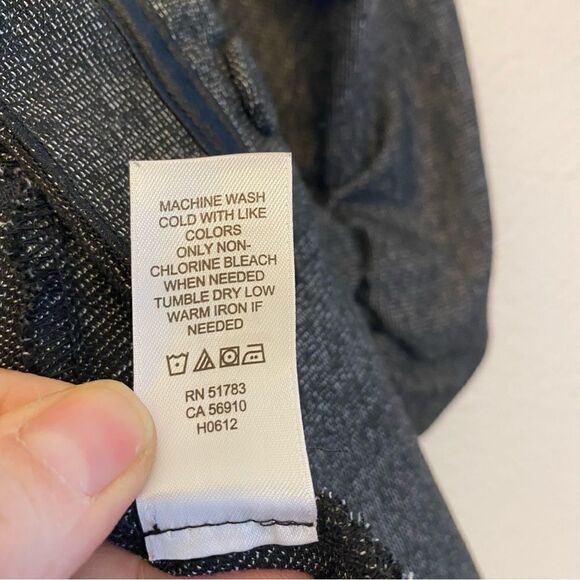 MACHINE WASH
COLD WITH LIKE
COLORS
ONLY NON-
CHLORINE BLEACH
WHEN NEEDED
TUMBLE DRY LOW
WARM IRON IF
NEEDED
RN 51783
CA 56910
H0612